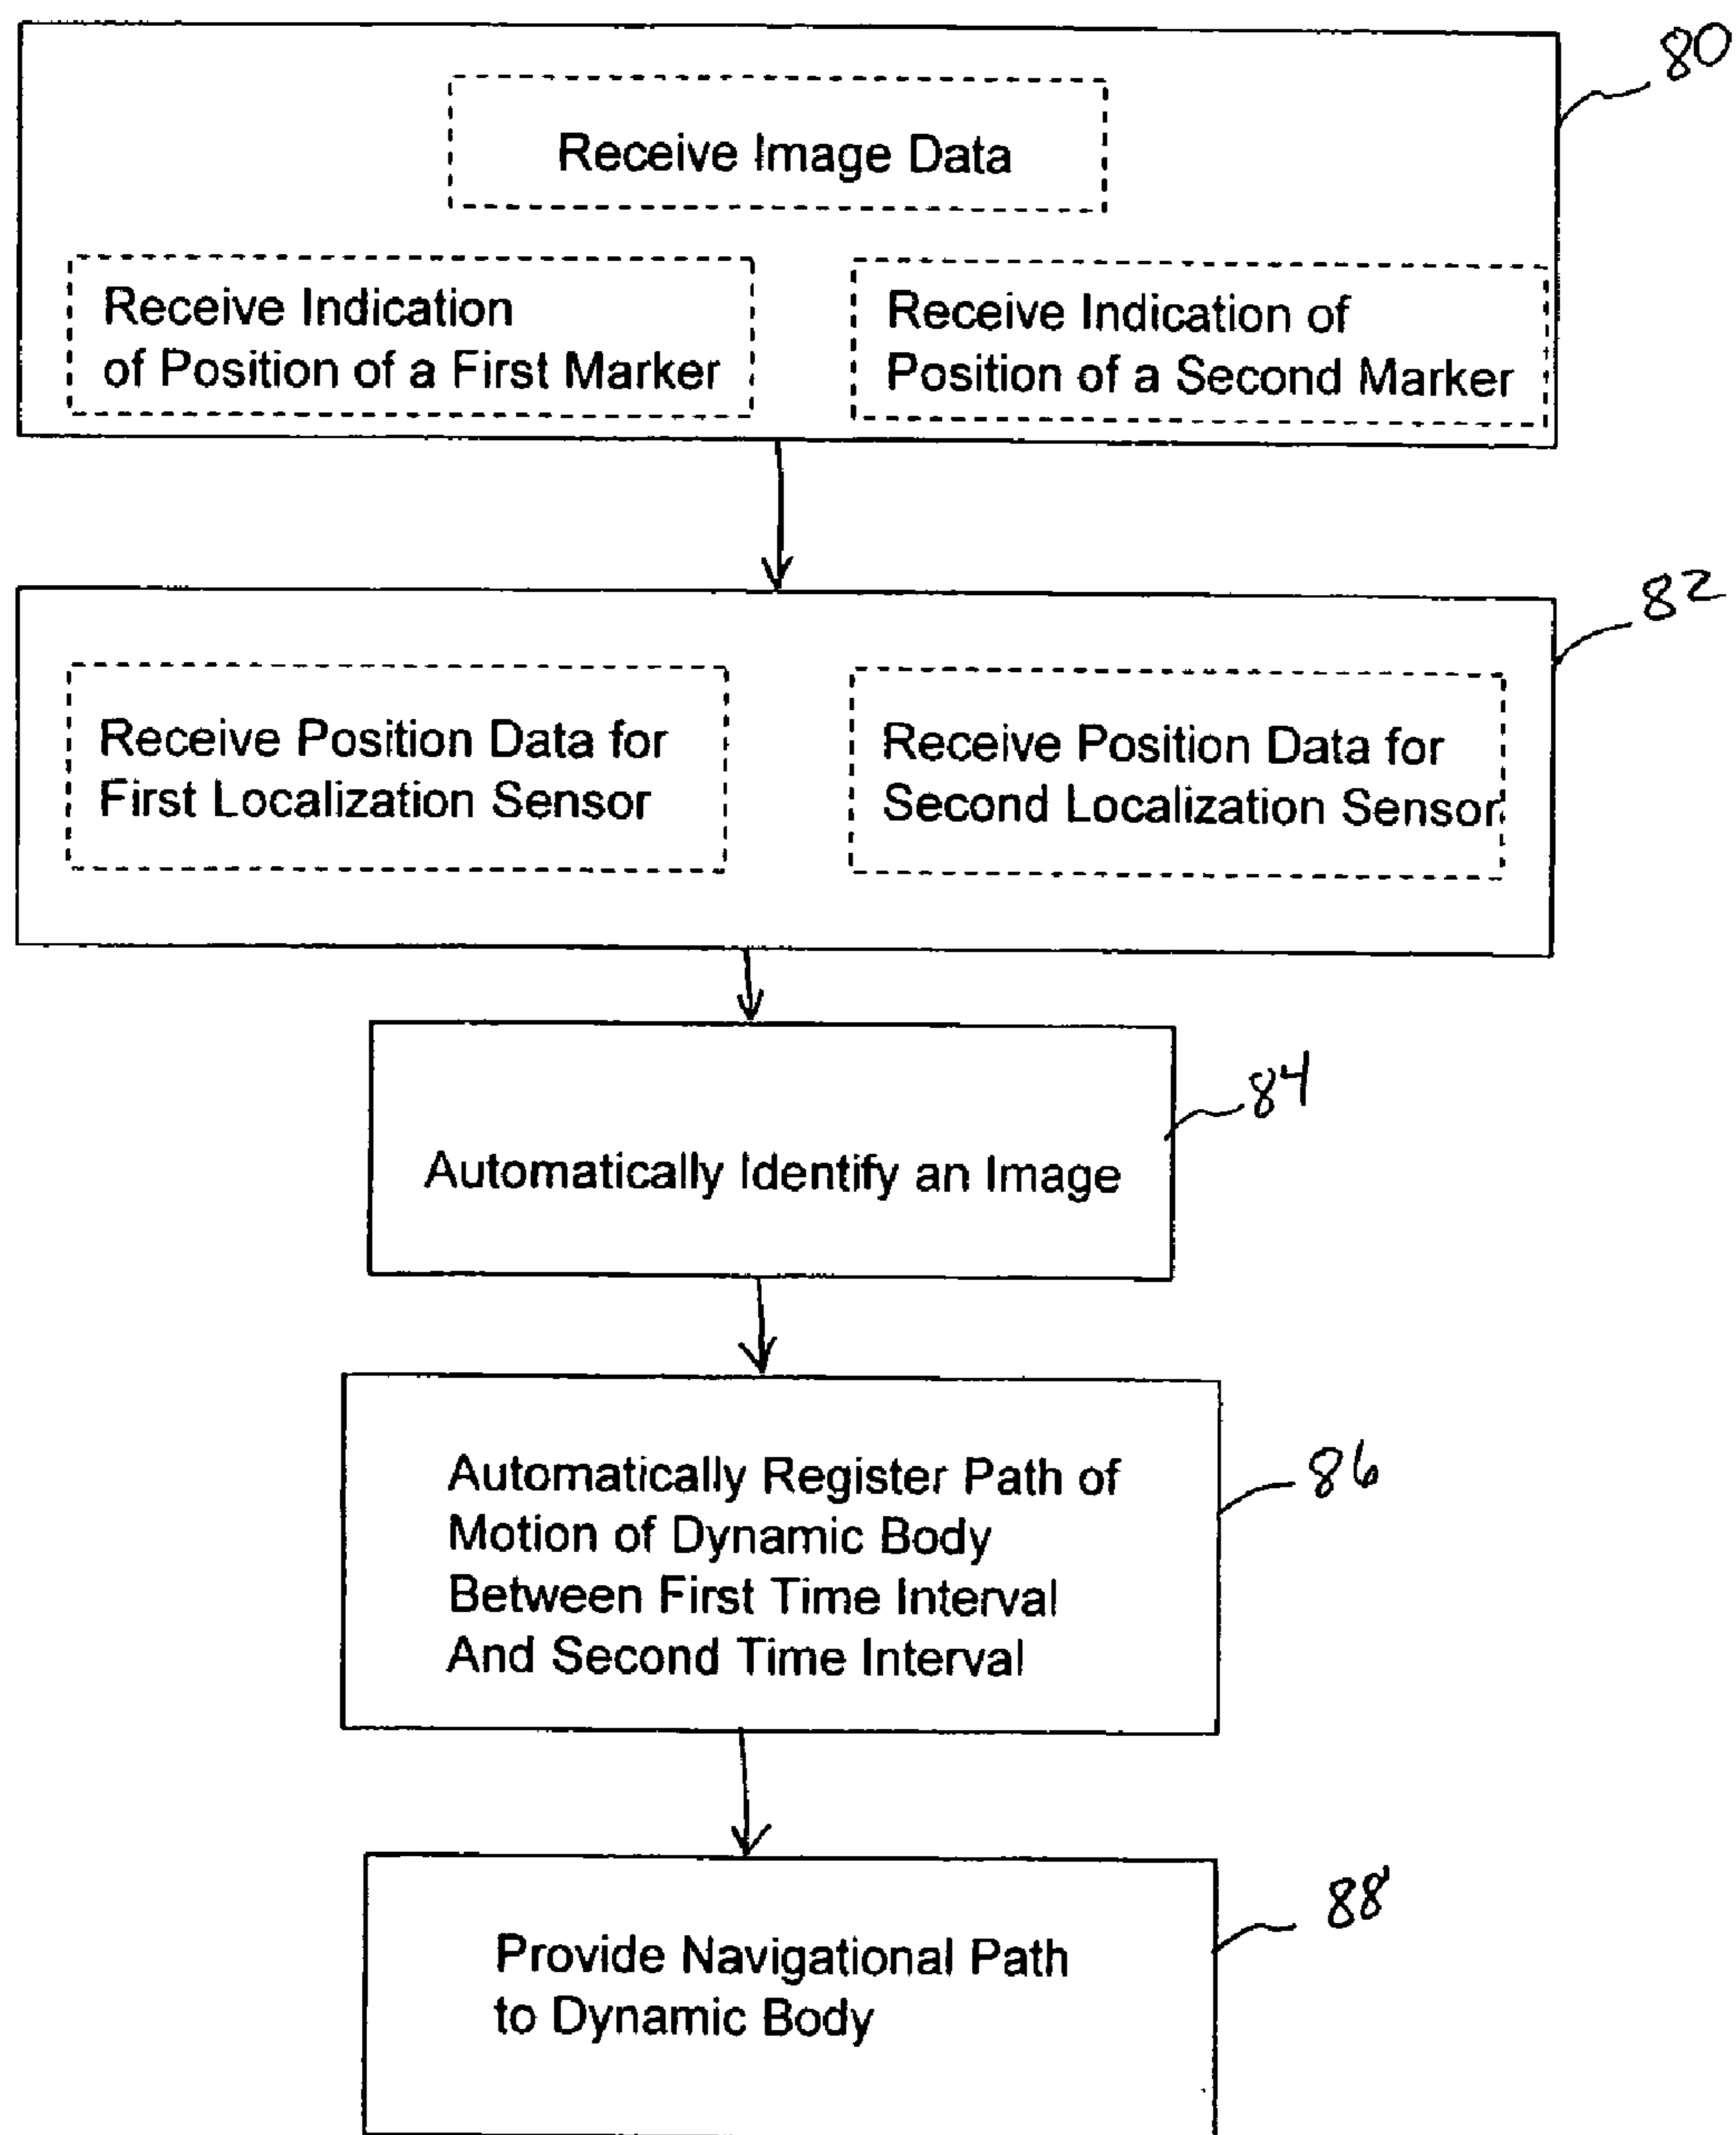 80
Receive Image Data
Receive Indication
of Position of a First Marker
Receive Indication of
Position of a Second Marker
82
Receive Position Data for
First Localization Sensor
Receive Position Data for
Second Localization Sensor
84
Automatically Identify an Image
86
Automatically Register Path of
Motion of Dynamic Body
Between First Time Interval
And Second Time Interval
88
Provide Navigational Path
to Dynamic Body